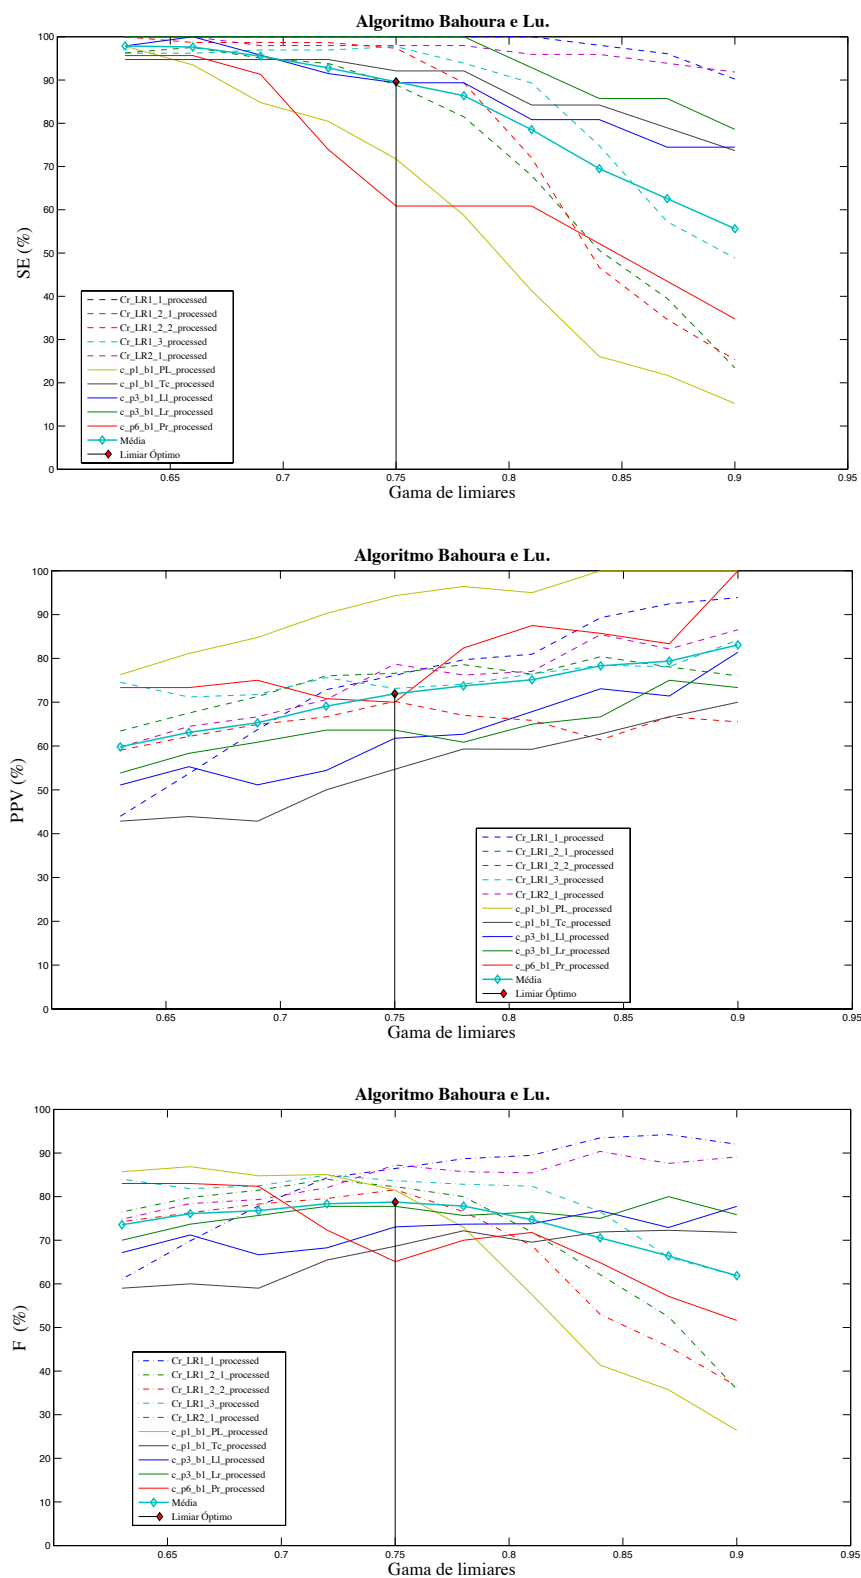 Algoritmo Bahoura e Lu.
100
90
80
70
60
50
40
30
20
10
0
SE (%)
Cr_LR1_1_processed
Cr_LR1_2_1_processed
Cr_LR1_2_2_processed
Cr_LR1_3_processed
Cr_LR2_1_processed
c_p1_b1_PL_processed
c_p1_b1_Tc_processed
c_p3_b1_Ll_processed
c_p3_b1_Lr_processed
c_p6_b1_Pr_processed
Média
Limiar Óptimo
0.65 0.7 0.75 0.8 0.85 0.9 0.95
Gama de limiares
Algoritmo Bahoura e Lu.
100
90
80
70
60
50
40
30
20
10
0
PPV (%)
Cr_LR1_1_processed
Cr_LR1_2_1_processed
Cr_LR1_2_2_processed
Cr_LR1_3_processed
Cr_LR2_1_processed
c_p1_b1_PL_processed
c_p1_b1_Tc_processed
c_p3_b1_Ll_processed
c_p3_b1_Lr_processed
c_p6_b1_Pr_processed
Média
Limiar Óptimo
0.65 0.7 0.75 0.8 0.85 0.9 0.95
Gama de limiares
Algoritmo Bahoura e Lu.
100
90
80
70
60
50
40
30
20
10
0
F (%)
Cr_LR1_1_processed
Cr_LR1_2_1_processed
Cr_LR1_2_2_processed
Cr_LR1_3_processed
Cr_LR2_1_processed
c_p1_b1_PL_processed
c_p1_b1_Tc_processed
c_p3_b1_Ll_processed
c_p3_b1_Lr_processed
c_p6_b1_Pr_processed
Média
Limiar Óptimo
0.65 0.7 0.75 0.8 0.85 0.9 0.95
Gama de limiares